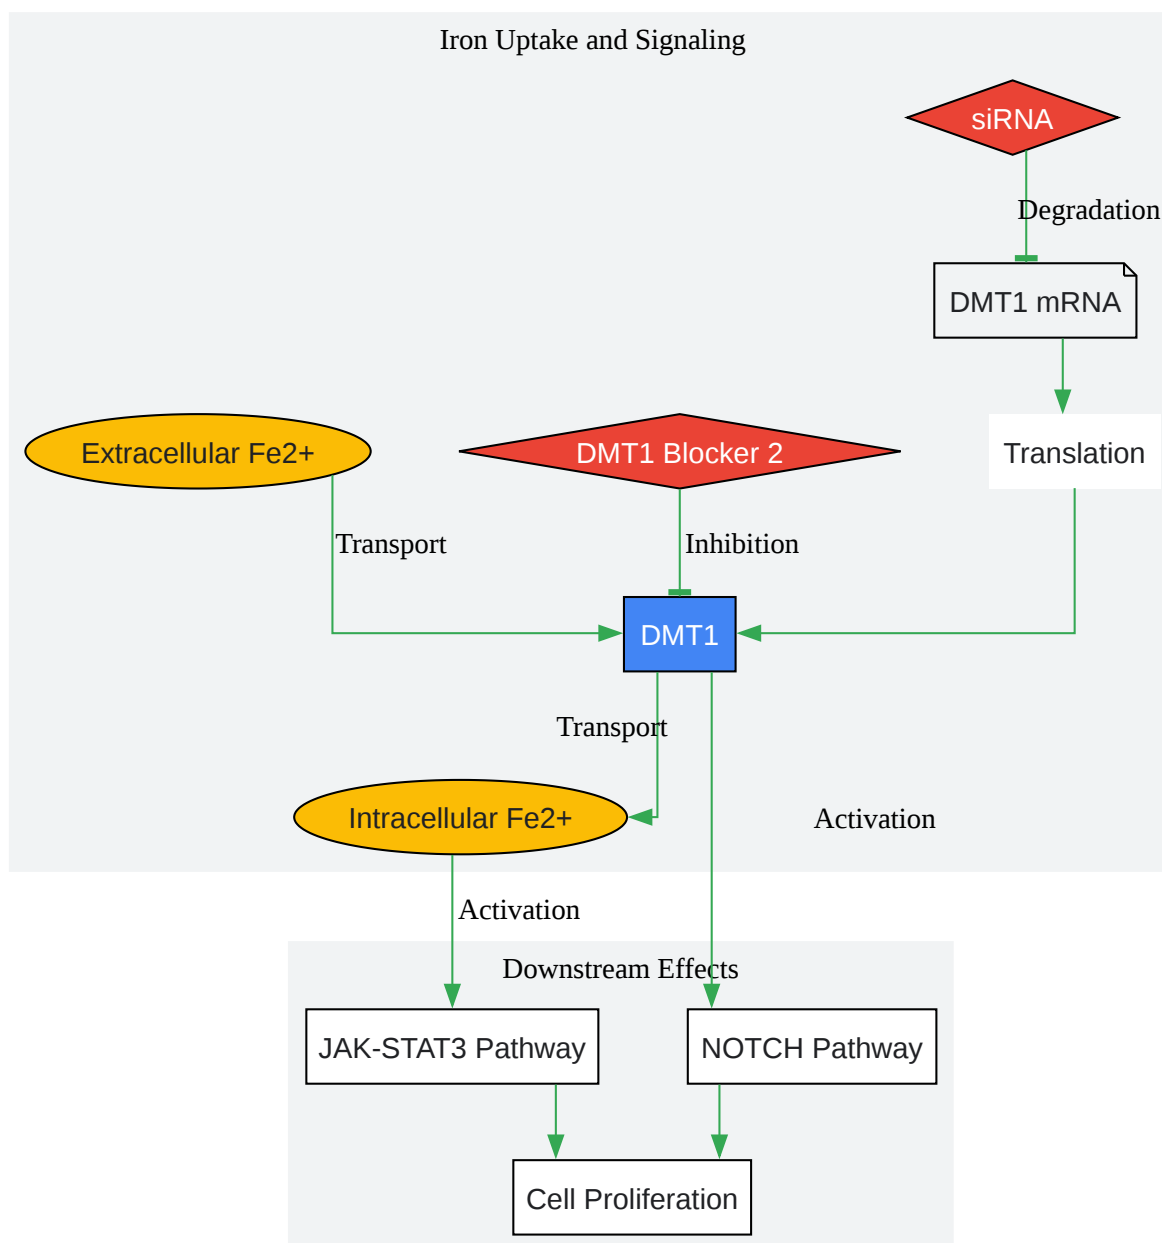 Iron Uptake and Signaling
siRNA
Degradation
DMT1 mRNA
Extracellular Fe2+
DMT1 Blocker 2
Translation
Transport
Inhibition
DMT1
Transport
Intracellular Fe2+
Activation
Activation
Downstream Effects
JAK-STAT3 Pathway
NOTCH Pathway
Cell Proliferation